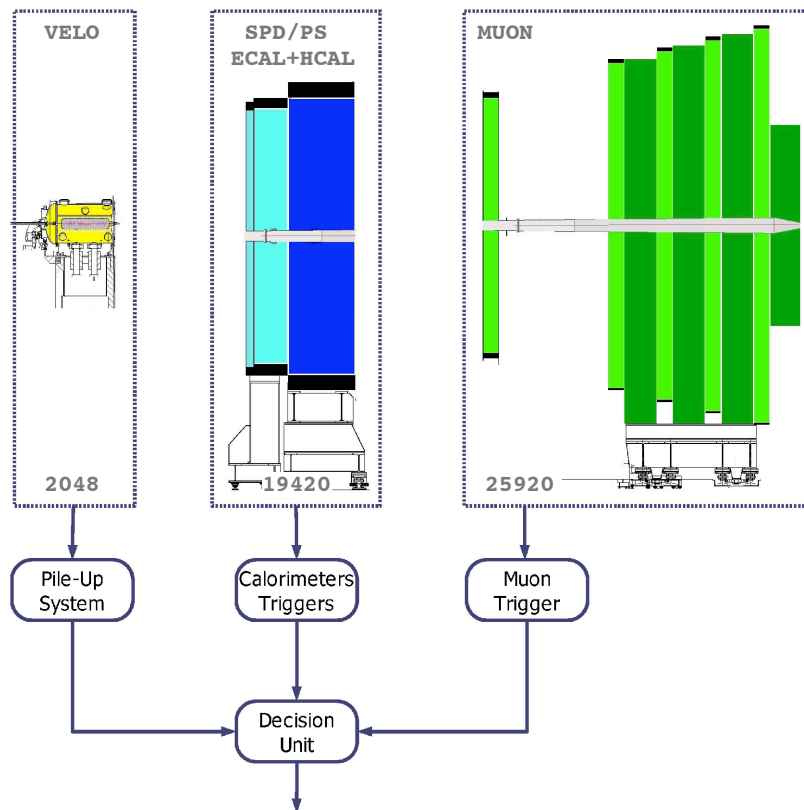 VELO
SPD/PS
ECAL+HCAL
MUON
2048
19420
25920
Pile-Up
System
Calorimeters
Triggers
Muon
Trigger
Decision
Unit